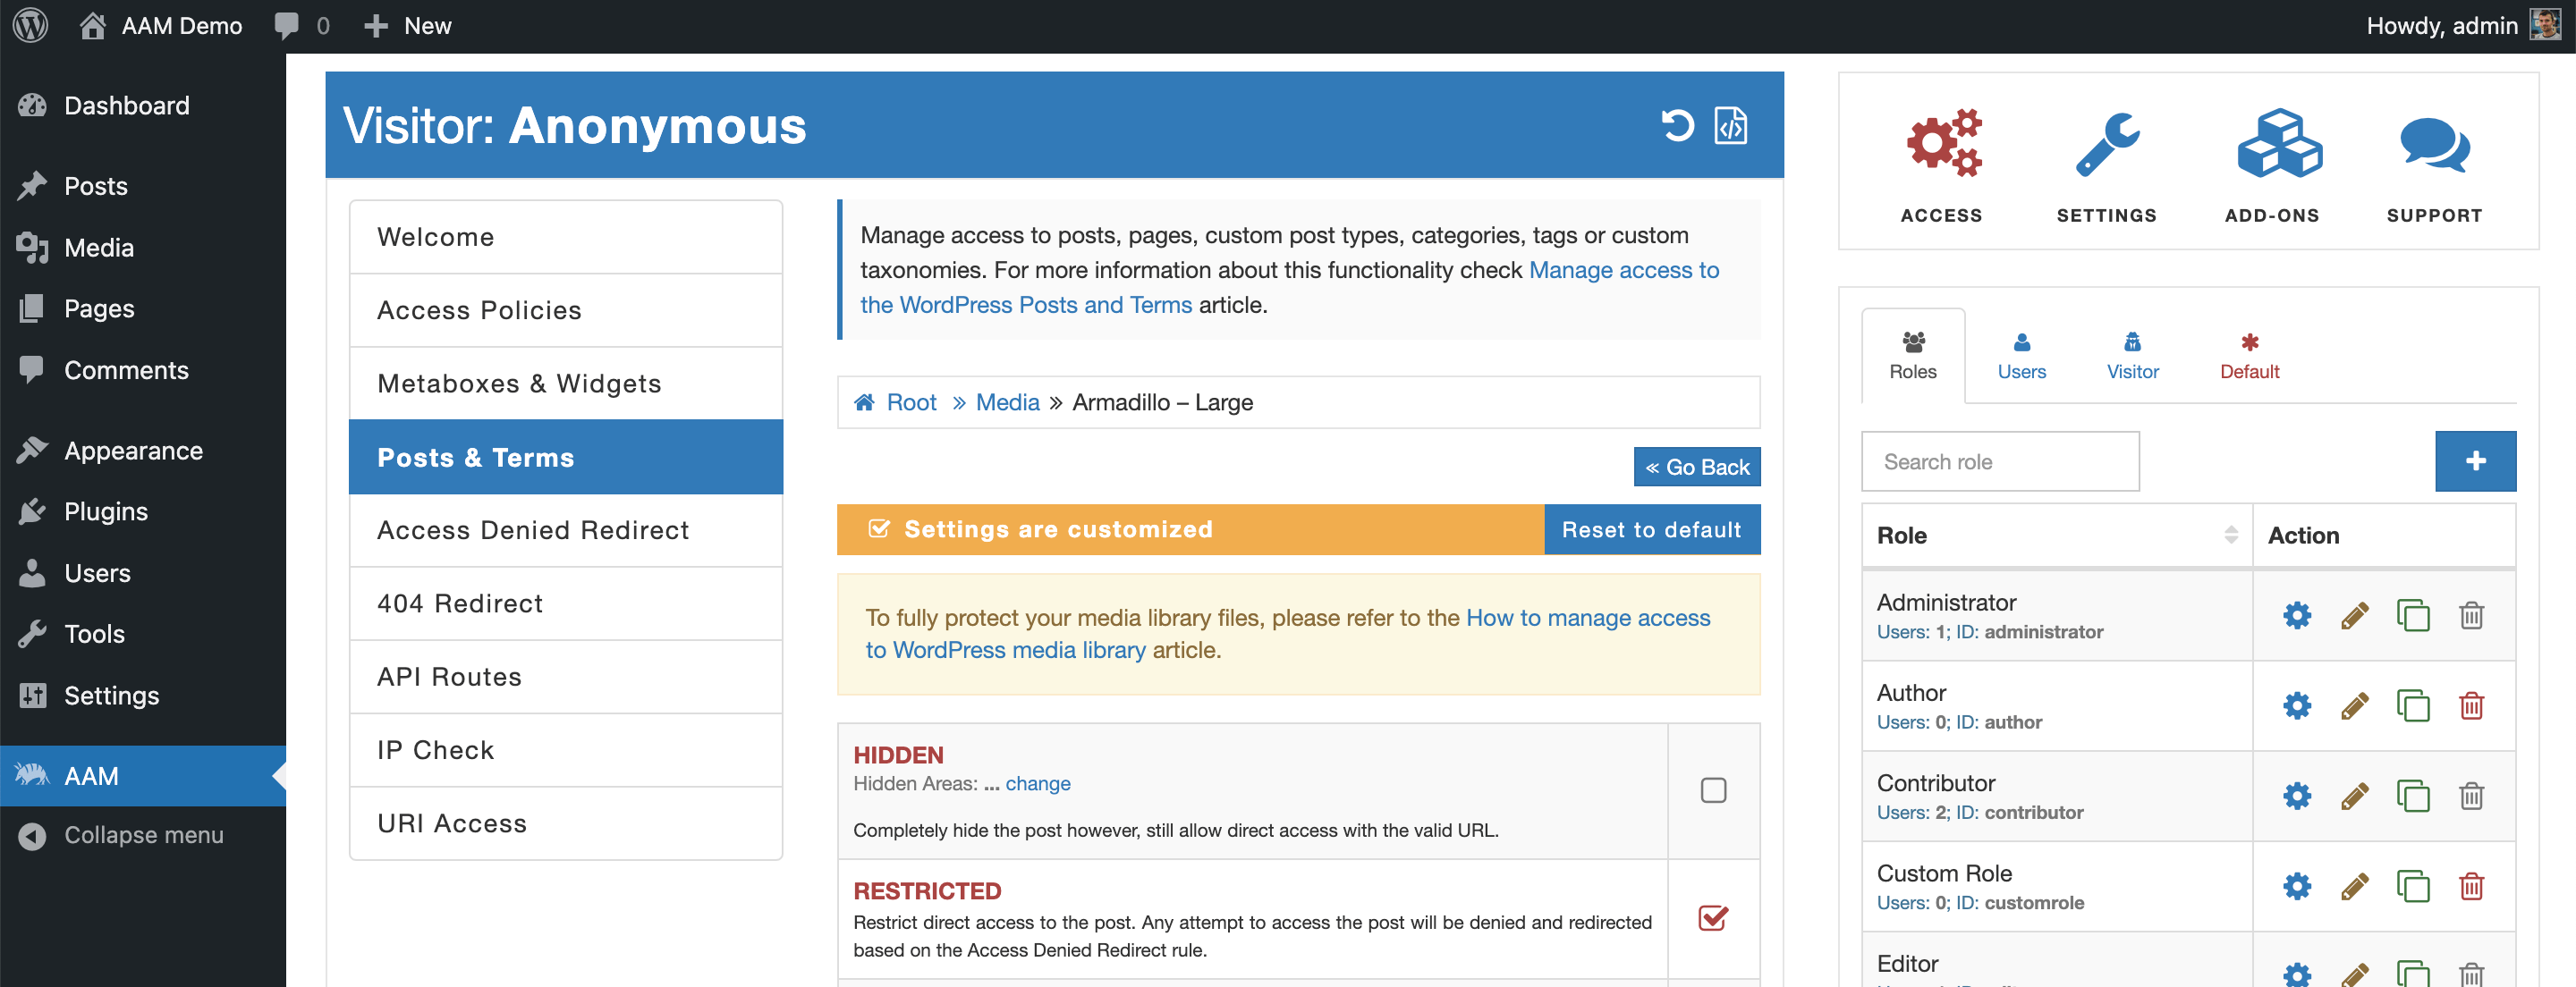 AAM Demo 0 New
Howdy, admin
Dashboard
Posts
Media
Pages
Comments
Appearance
Plugins
Users
Tools
Settings
AAM
Collapse menu
Visitor: Anonymous
Welcome
Access Policies
Metaboxes & Widgets
Posts & Terms
Access Denied Redirect
404 Redirect
API Routes
IP Check
URI Access
Manage access to posts, pages, custom post types, categories, tags or custom
taxonomies. For more information about this functionality check Manage access to
the WordPress Posts and Terms article.
Root » Media » Armadillo – Large
« Go Back
Settings are customized
Reset to default
To fully protect your media library files, please refer to the How to manage access
to WordPress media library article.
HIDDEN
Hidden Areas: ... change
Completely hide the post however, still allow direct access with the valid URL.
RESTRICTED
Restrict direct access to the post. Any attempt to access the post will be denied and redirected
based on the Access Denied Redirect rule.
ACCESS
SETTINGS
ADD-ONS
SUPPORT
Roles
Users
Visitor
Default
Search role
Role
Action
Administrator
Users: 1; ID: administrator
Author
Users: 0; ID: author
Contributor
Users: 2; ID: contributor
Custom Role
Users: 0; ID: customrole
Editor